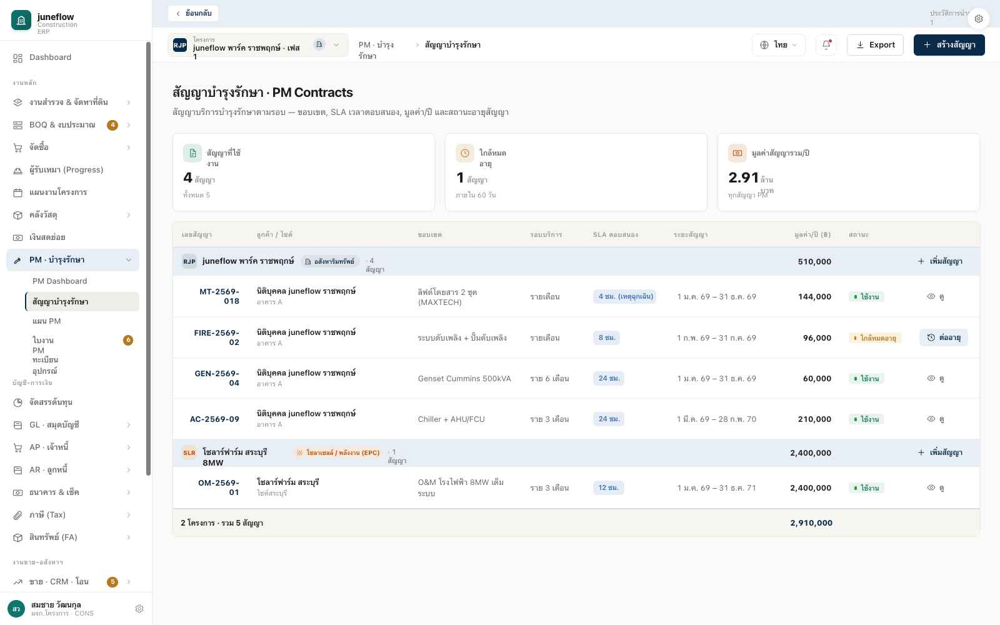 juneflow
Construction
ERP
Dashboard
งานหลัก
งานสำรวจ & จัดหาที่ดิน
BOQ & งบประมาณ 4
จัดซื้อ
ผู้รับเหมา (Progress)
แผนงานโครงการ
คลังวัสดุ
เงินสดย่อย
PM · บำรุงรักษา
PM Dashboard
สัญญาบำรุงรักษา
แผน PM
ใบงาน
PM
6
ทะเบียน
อุปกรณ์
บัญชี-การเงิน
จัดสรรต้นทุน
GL · สมุดบัญชี
AP · เจ้าหนี้
AR · ลูกหนี้
ธนาคาร & เช็ค
ภาษี (Tax)
สินทรัพย์ (FA)
งานขาย-อสังหาฯ
ขาย · CRM · โอน 5
สว
สมชาย วัฒนกุล
ผจก.โครงการ · CONS
ย้อนกลับ
1
RJP
โครงการ
juneflow พาร์ค ราชพฤกษ์ · เฟส
1
PM · บำรุง
รักษา
สัญญาบำรุงรักษา
ไทย
Export
สร้างสัญญา
สัญญาบำรุงรักษา · PM Contracts
สัญญาบริการบำรุงรักษาตามรอบ — ขอบเขต, SLA เวลาตอบสนอง, มูลค่า/ปี และสถานะอายุสัญญา
สัญญาที่ใช้
งาน
4 สัญญา
ทั้งหมด 5
ใกล้หมด
อายุ
1 สัญญา
ภายใน 60 วัน
มูลค่าสัญญารวม/ปี
2.91 ล้าน
บาท
ทุกสัญญา PM
เลขสัญญา ลูกค้า / ไซต์ ขอบเขต รอบบริการ SLA ตอบสนอง ระยะสัญญา มูลค่า/ปี (฿) สถานะ
RJP juneflow พาร์ค ราชพฤกษ์ อสังหาริมทรัพย์ · 4
สัญญา
510,000 เพิ่มสัญญา
MT-2569-
018
นิติบุคคล juneflow ราชพฤกษ์
อาคาร A
ลิฟต์โดยสาร 2 ชุด
(MAXTECH)
รายเดือน 4 ชม. (เหตุฉุกเฉิน) 1 ม.ค. 69 – 31 ธ.ค. 69 144,000 ใช้งาน ดู
FIRE-2569-
02
นิติบุคคล juneflow ราชพฤกษ์
อาคาร A
ระบบดับเพลิง + ปั๊มดับเพลิง รายเดือน 8 ชม. 1 ก.พ. 69 – 31 ก.ค. 69 96,000 ใกล้หมดอายุ ต่ออายุ
GEN-2569-
04
นิติบุคคล juneflow ราชพฤกษ์
อาคาร A
Genset Cummins 500kVA ราย 6 เดือน 24 ชม. 1 ม.ค. 69 – 31 ธ.ค. 69 60,000 ใช้งาน ดู
AC-2569-09
นิติบุคคล juneflow ราชพฤกษ์
อาคาร A
Chiller + AHU/FCU ราย 3 เดือน 24 ชม. 1 มี.ค. 69 – 28 ก.พ. 70 210,000 ใช้งาน ดู
SLR โซลาร์ฟาร์ม สระบุรี
8MW
โซลาเซลล์ / พลังงาน (EPC) · 1
สัญญา
2,400,000 เพิ่มสัญญา
OM-2569-
01
โซลาร์ฟาร์ม สระบุรี
ไซต์สระบุรี
O&M โรงไฟฟ้า 8MW เต็ม
ระบบ
ราย 3 เดือน 12 ชม. 1 ม.ค. 69 – 31 ธ.ค. 71 2,400,000 ใช้งาน ดู
2 โครงการ · รวม 5 สัญญา 2,910,000